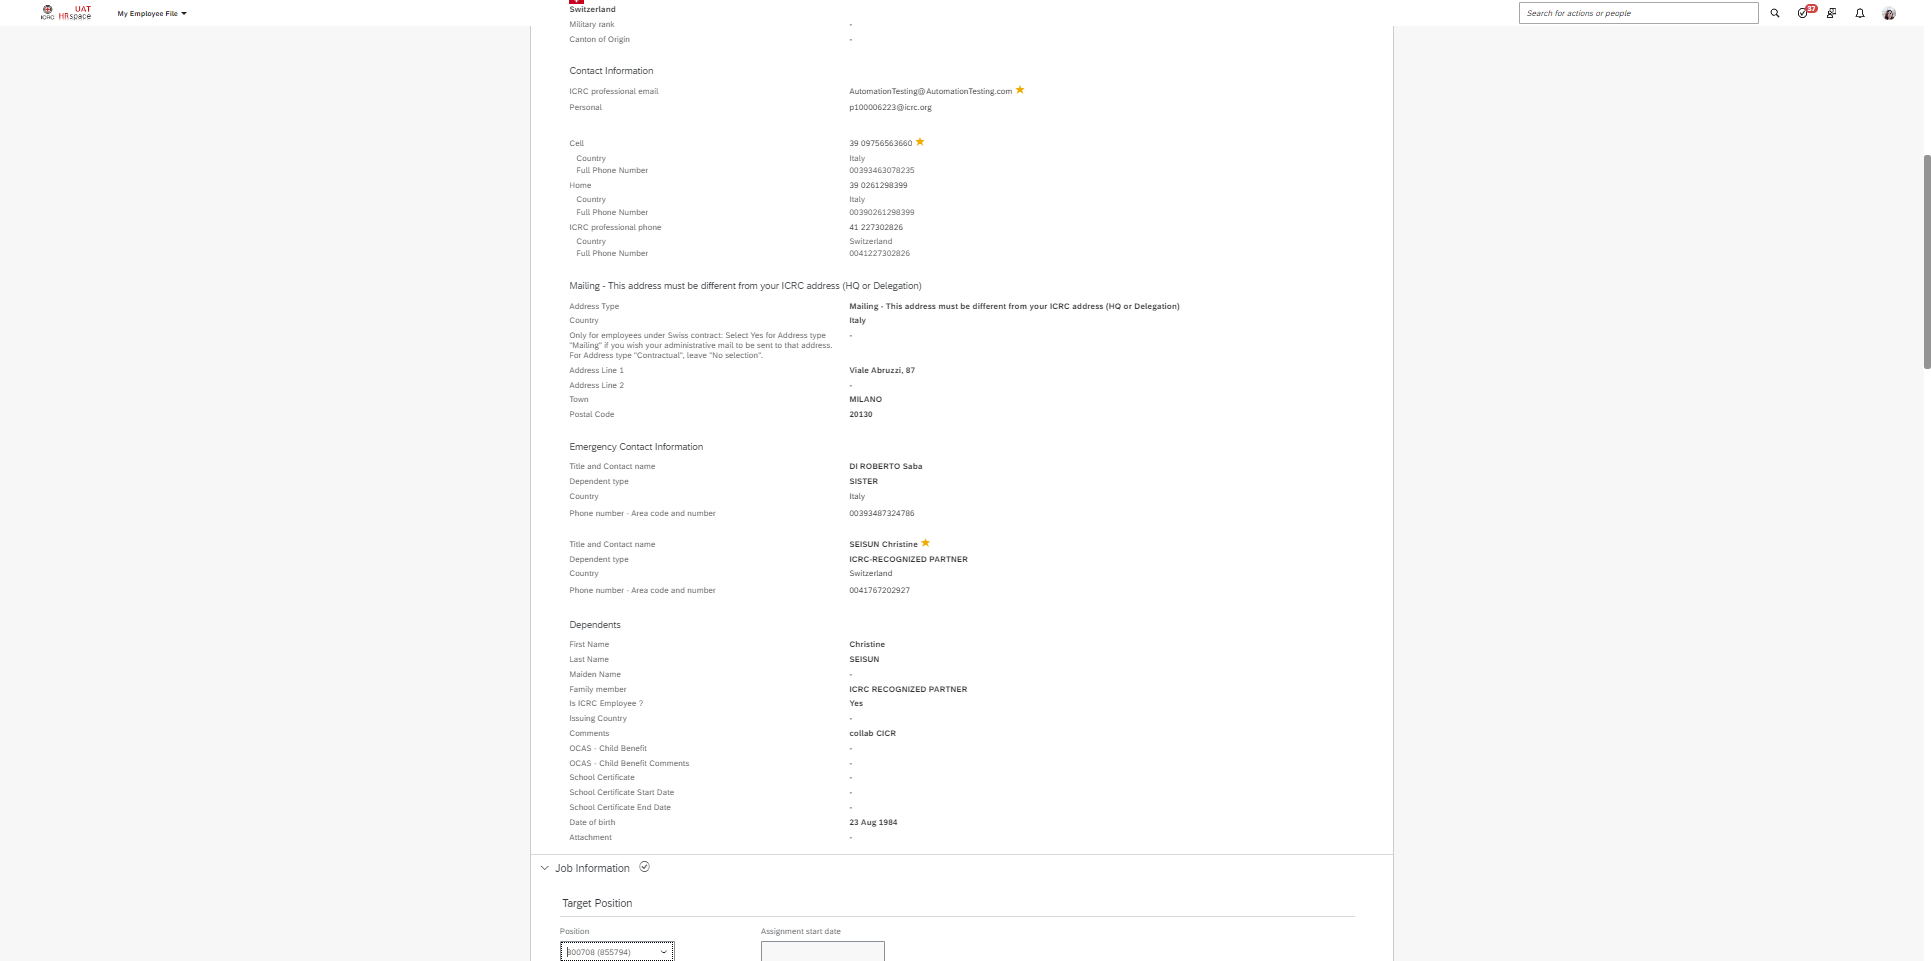 ICRC
UAT
HRspace
My Employee File
Search for actions or people
37
Switzerland
Military rank -
Canton of Origin -
Contact Information
ICRC professional email AutomationTesting@AutomationTesting.com
Personal p100006223@icrc.org
Cell 39 09756563660
Country Italy
Full Phone Number 00393463078235
Home 39 0261298399
Country Italy
Full Phone Number 00390261298399
ICRC professional phone 41 227302826
Country Switzerland
Full Phone Number 0041227302826
Mailing - This address must be different from your ICRC address (HQ or Delegation)
Address Type Mailing - This address must be different from your ICRC address (HQ or Delegation)
Country Italy
Only for employees under Swiss contract: Select Yes for Address type -
"Mailing" if you wish your administrative mail to be sent to that address.
For Address type "Contractual", leave "No selection".
Address Line 1 Viale Abruzzi, 87
Address Line 2 -
Town MILANO
Postal Code 20130
Emergency Contact Information
Title and Contact name DI ROBERTO Saba
Dependent type SISTER
Country Italy
Phone number - Area code and number 00393487324786
Title and Contact name SEISUN Christine
Dependent type ICRC-RECOGNIZED PARTNER
Country Switzerland
Phone number - Area code and number 0041767202927
Dependents
First Name Christine
Last Name SEISUN
Maiden Name -
Family member ICRC RECOGNIZED PARTNER
Is ICRC Employee ? Yes
Issuing Country -
Comments collab CICR
OCAS - Child Benefit -
OCAS - Child Benefit Comments -
School Certificate -
School Certificate Start Date -
School Certificate End Date -
Date of birth 23 Aug 1984
Attachment -
Job Information
Target Position
Position Assignment start date
800708 (855794)